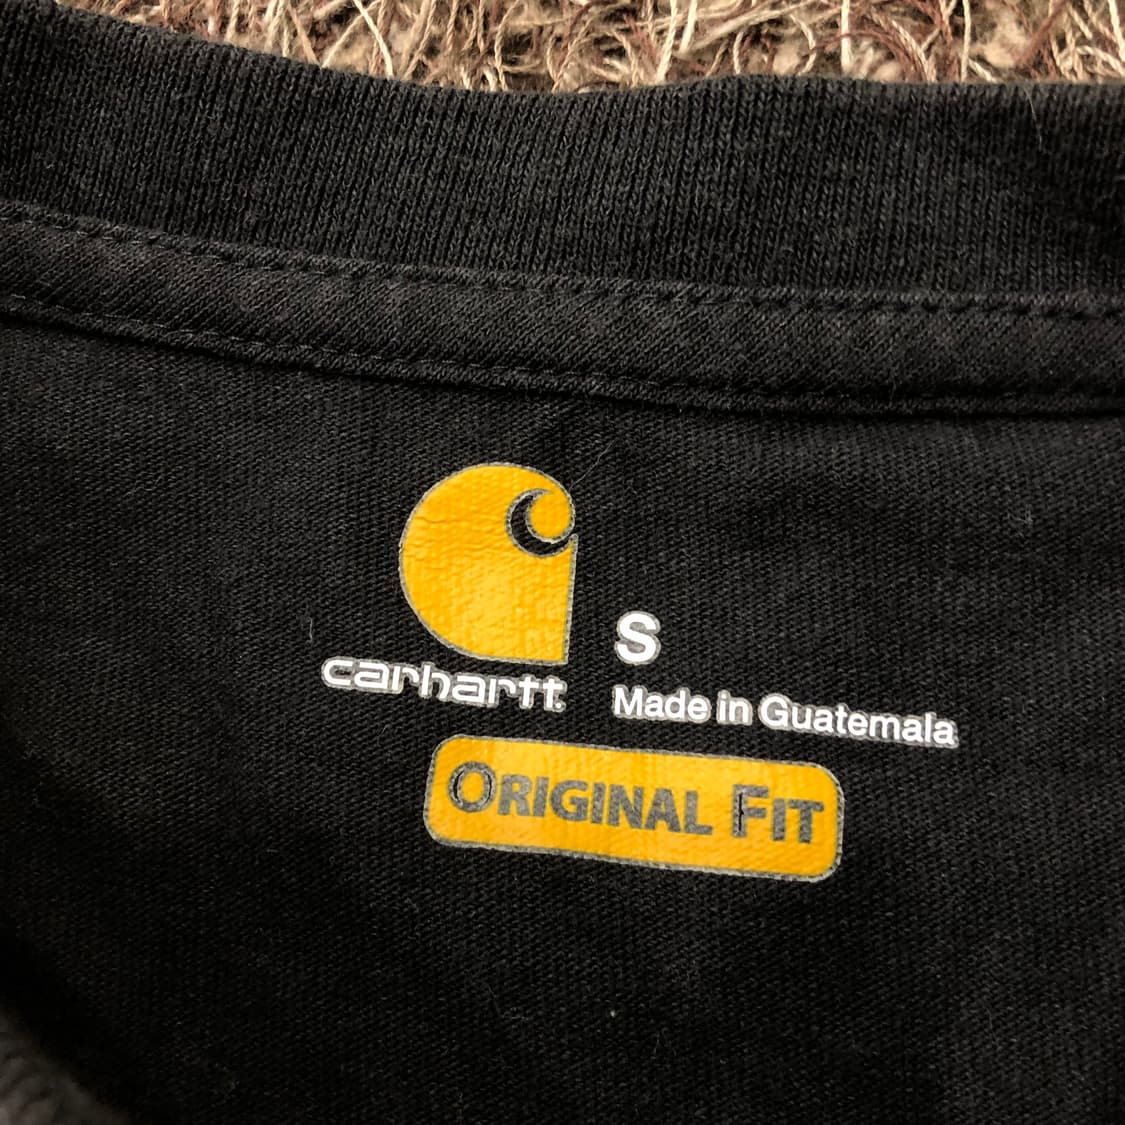 S
carhartt.
Made in Guatemala
ORIGINAL FIT